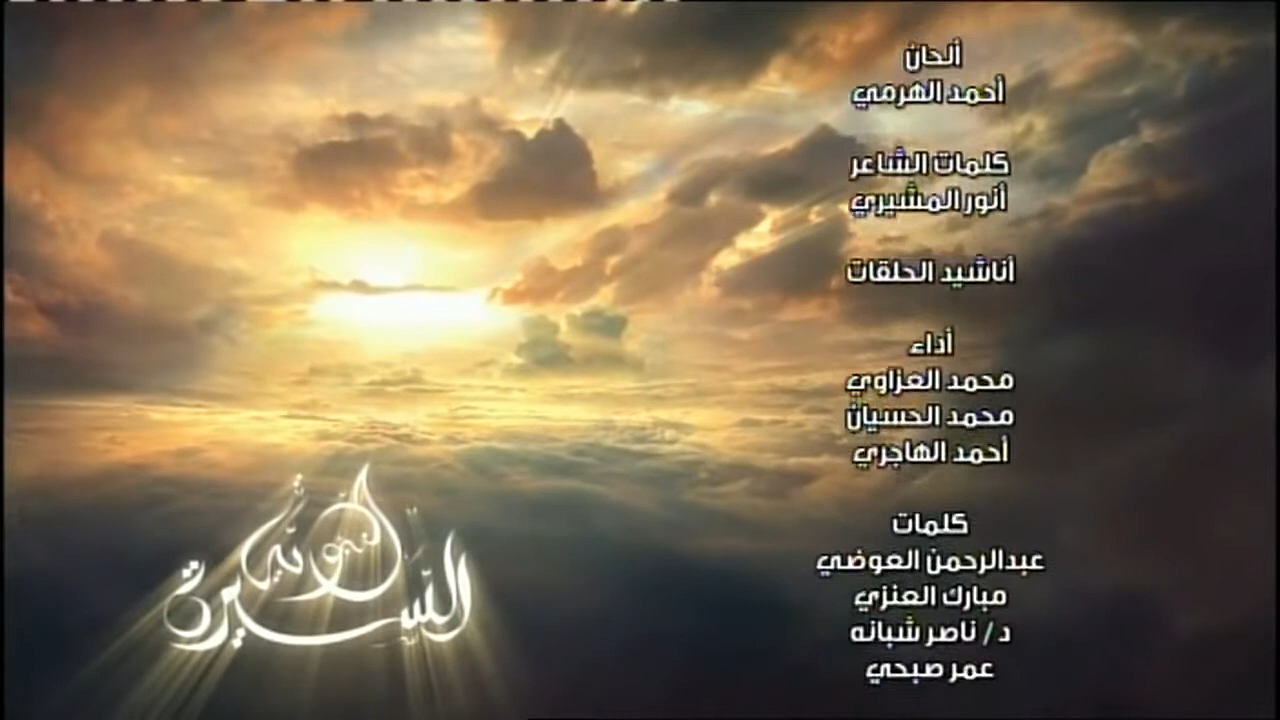 ألحان
أحمد الهرمي
كلمات الشاعر
أنور المشيري
أناشيد الحلقات
أداء
محمد العزاوي
محمد الحسيان
أحمد الهاجري
كلمات
عبدالرحمن العوضي
مبارك العنزي
د/ ناصر شبانه
عمر صبحي
السيرة النبوية